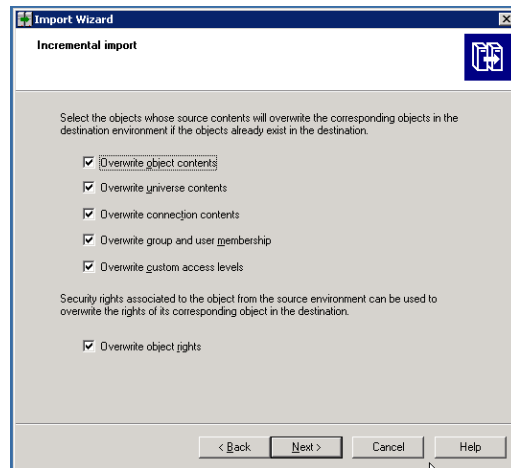 Import Wizard
Incremental import
Select the objects whose source contents will overwrite the corresponding objects in the
destination environment if the objects already exist in the destination.
Overwrite object contents
Overwrite universe contents
Overwrite connection contents
Overwrite group and user membership
Overwrite custom access levels
Security rights associated to the object from the source environment can be used to
overwrite the rights of its corresponding object in the destination.
Overwrite object rights
< Back
Next >
Cancel
Help